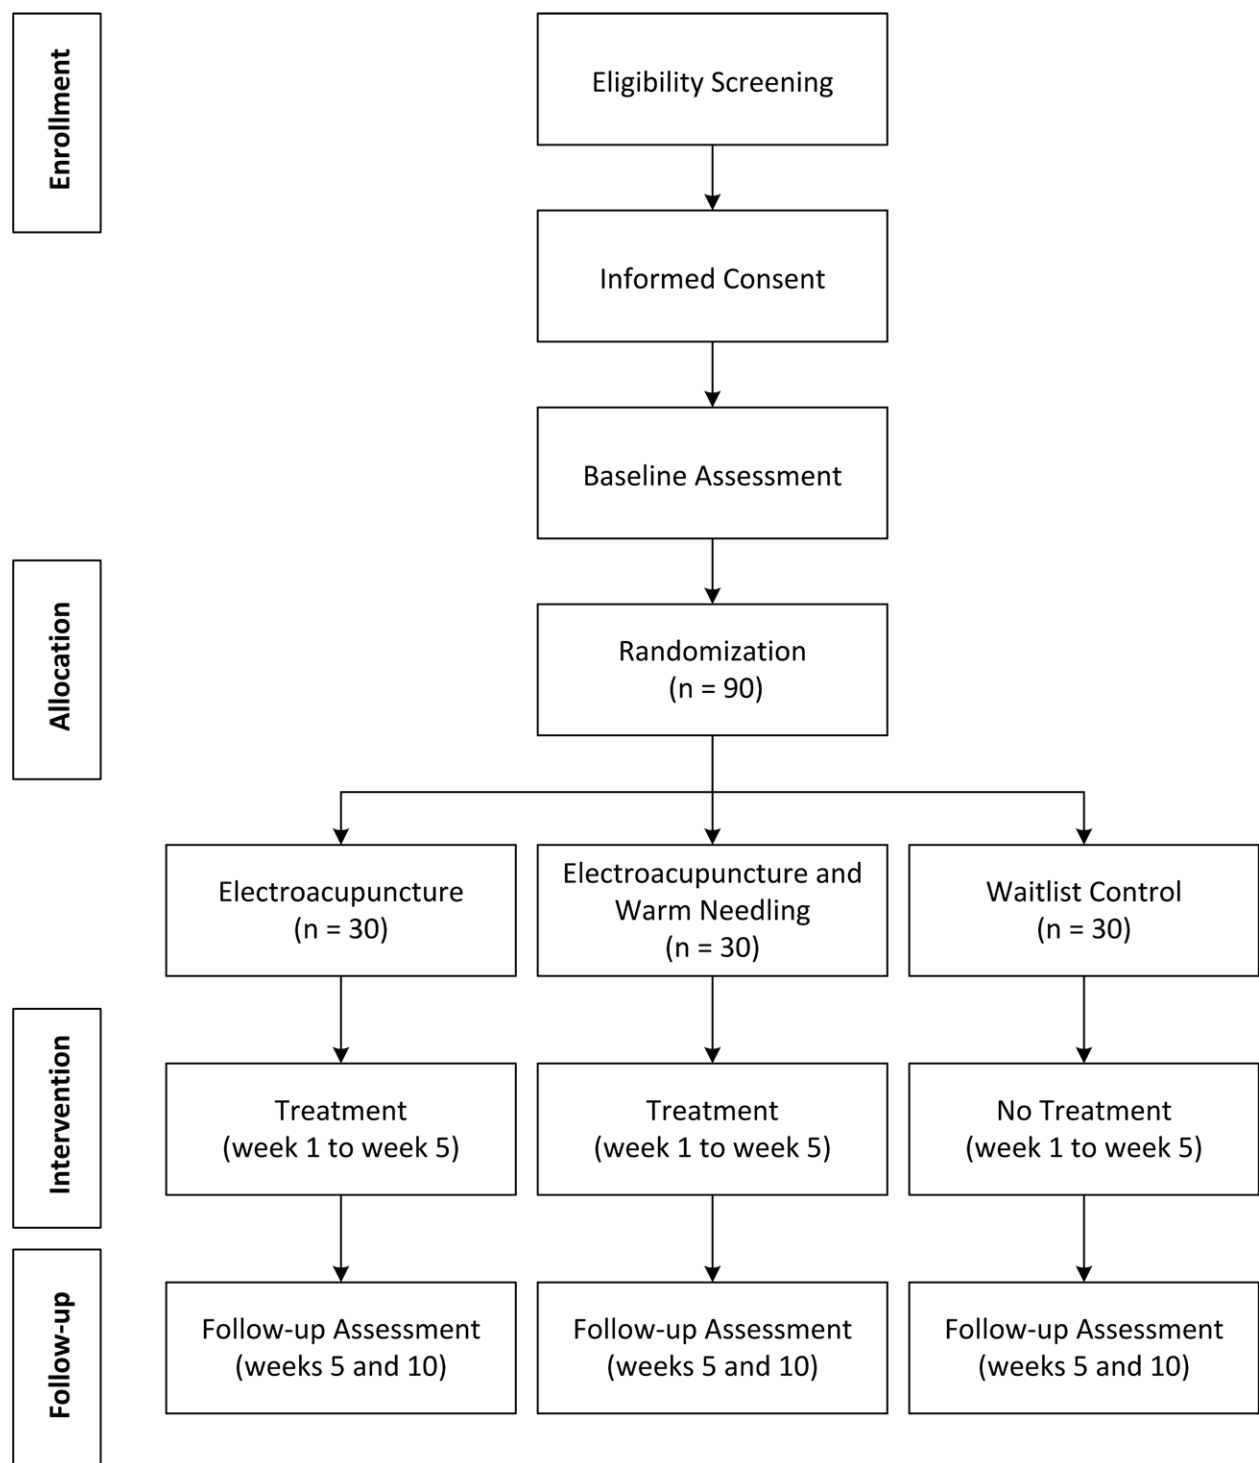 Enrollment
Eligibility Screening
Informed Consent
Baseline Assessment
Allocation
Randomization
(n = 90)
Electroacupuncture
(n = 30)
Electroacupuncture and
Warm Needling
(n = 30)
Waitlist Control
(n = 30)
Intervention
Treatment
(week 1 to week 5)
Treatment
(week 1 to week 5)
No Treatment
(week 1 to week 5)
Follow-up
Follow-up Assessment
(weeks 5 and 10)
Follow-up Assessment
(weeks 5 and 10)
Follow-up Assessment
(weeks 5 and 10)